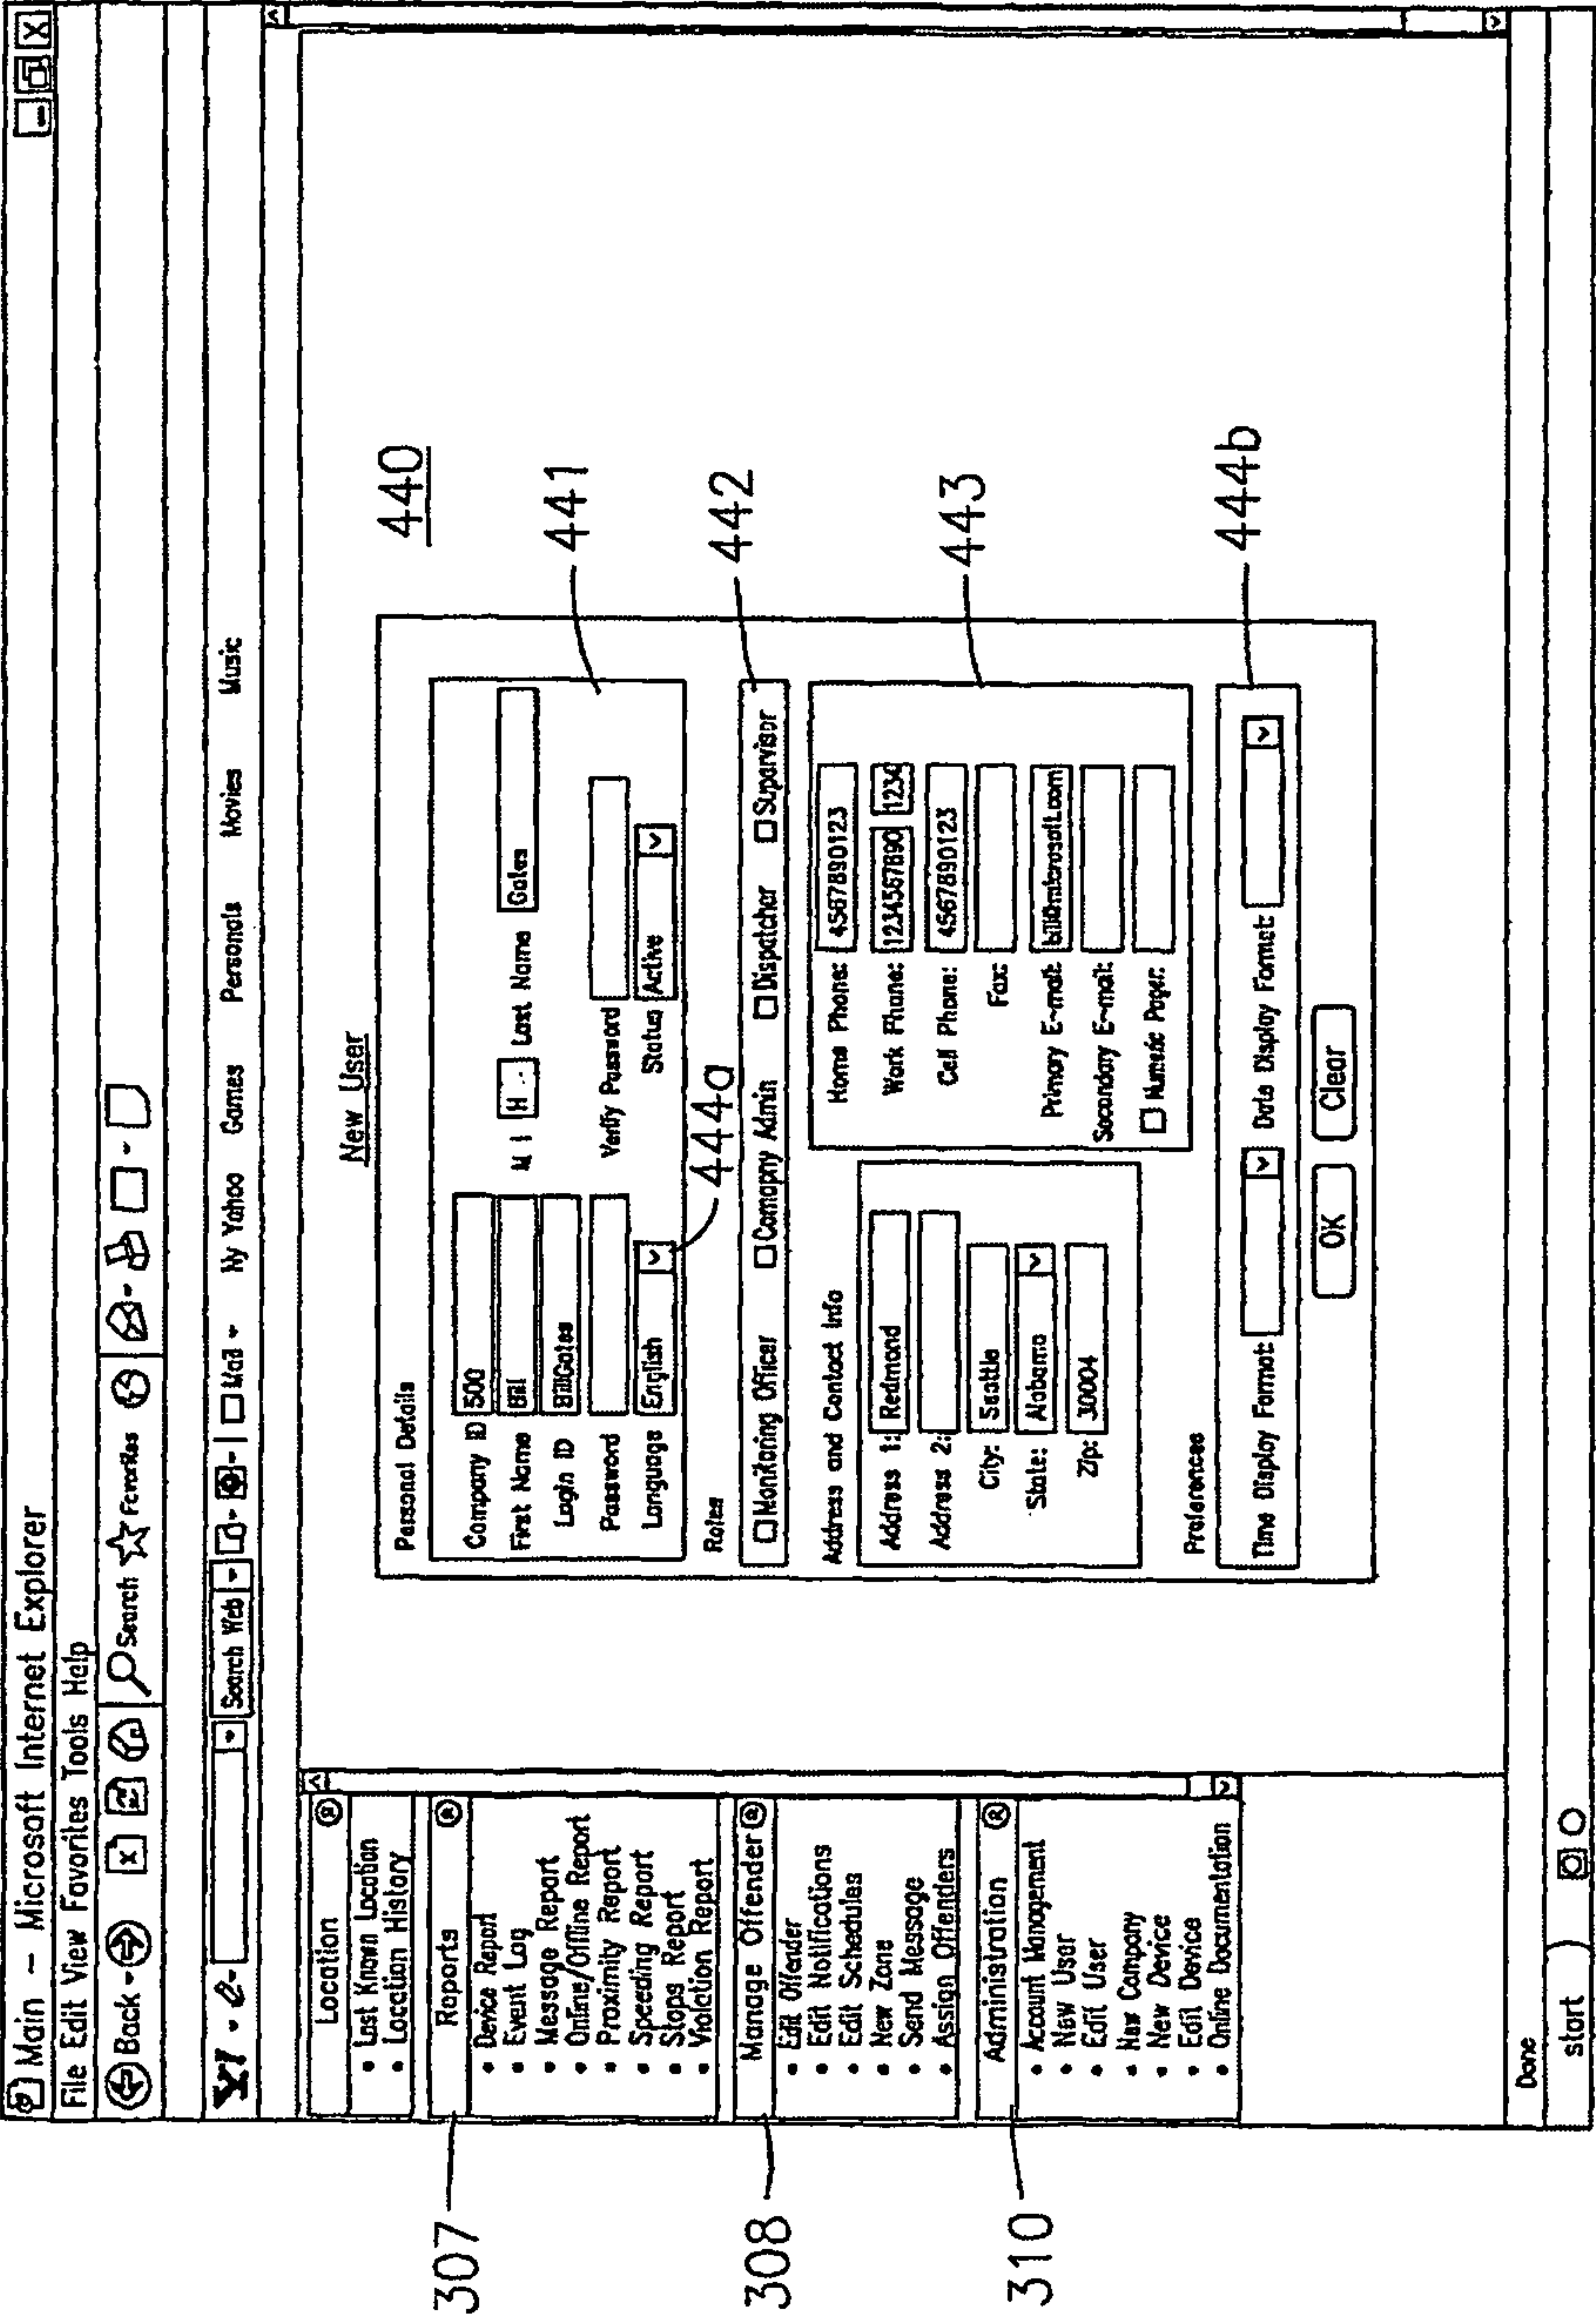 Main – Microsoft Internet Explorer
File Edit View Favorites Tools Help
Back Search Favorites
Y! Search Web Mail My Yahoo Games Personals Movies Music
Location
• Last Known Location
• Location History
307
Reports
• Device Report
• Event Log
• Message Report
• Online/Offline Report
• Proximity Report
• Speeding Report
• Stops Report
• Violation Report
308
Manage Offender
• Edit Offender
• Edit Notifications
• Edit Schedules
• New Zone
• Send Message
• Assign Offenders
310
Administration
• Account Management
• New User
• Edit User
• New Company
• New Device
• Edit Device
• Online Documentation
New User
440
Personal Details
441
Company ID 500
First Name Bill M I H Last Name Gates
Login ID BillGates
Password Verify Password
Language English Status Active
444a
Roles
442
Monitoring Officer Comapny Admin Dispatcher Supervisor
Address and Contact Info
443
Address 1: Redmond
Address 2:
City: Seattle
State: Alabama
Zip: 30004
Home Phone: 4567890123
Work Phone: 1234567890 1234
Cell Phone: 4567890123
Fax:
Primary E-mail: bill@microsoft.com
Secondary E-mail:
Numeric Pager:
Preferences
444b
Time Display Format: Date Display Format:
OK Clear
Done
start